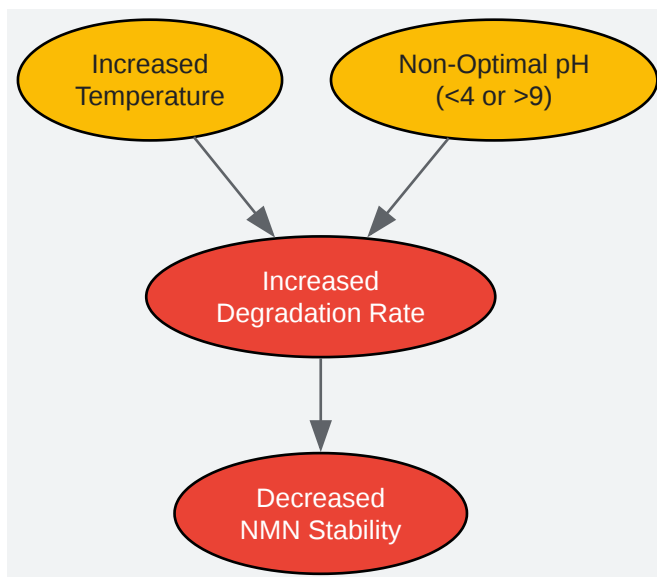 Increased
Temperature
Non-Optimal pH
(<4 or >9)
Increased
Degradation Rate
Decreased
NMN Stability